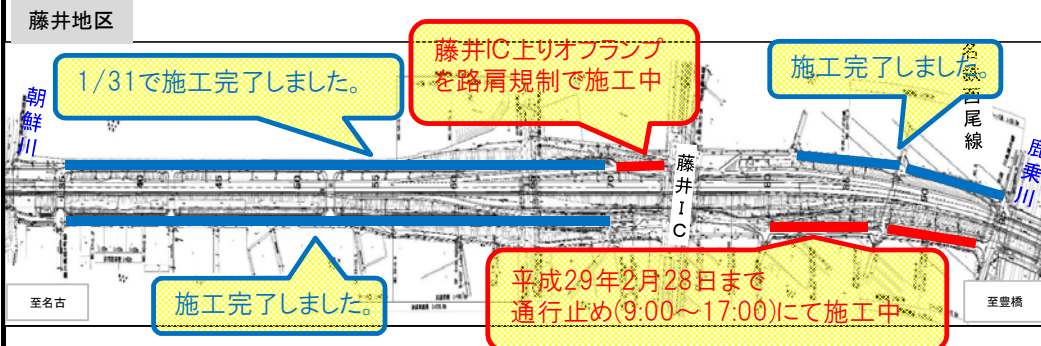 藤井地区
1/31で施工完了しました。
藤井IC上りオフランプ
を路肩規制で施工中
施工完了しました。
朝鮮川
名鉄西尾線
鹿乗川
藤井IC
施工完了しました。
平成29年2月28日まで
通行止め(9:00～17:00)にて施工中
至名古
至豊橋